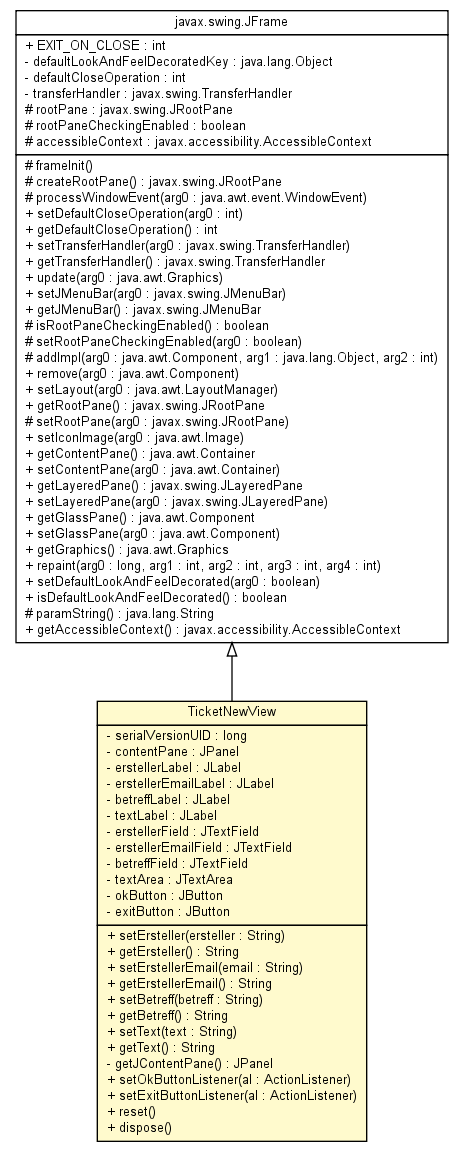 javax.swing.JFrame
+ EXIT_ON_CLOSE : int
- defaultLookAndFeelDecoratedKey : java.lang.Object
- defaultCloseOperation : int
- transferHandler : javax.swing.TransferHandler
# rootPane : javax.swing.JRootPane
# rootPaneCheckingEnabled : boolean
# accessibleContext : javax.accessibility.AccessibleContext
# frameInit()
# createRootPane() : javax.swing.JRootPane
# processWindowEvent(arg0 : java.awt.event.WindowEvent)
+ setDefaultCloseOperation(arg0 : int)
+ getDefaultCloseOperation() : int
+ setTransferHandler(arg0 : javax.swing.TransferHandler)
+ getTransferHandler() : javax.swing.TransferHandler
+ update(arg0 : java.awt.Graphics)
+ setJMenuBar(arg0 : javax.swing.JMenuBar)
+ getJMenuBar() : javax.swing.JMenuBar
# isRootPaneCheckingEnabled() : boolean
# setRootPaneCheckingEnabled(arg0 : boolean)
# addImpl(arg0 : java.awt.Component, arg1 : java.lang.Object, arg2 : int)
+ remove(arg0 : java.awt.Component)
+ setLayout(arg0 : java.awt.LayoutManager)
+ getRootPane() : javax.swing.JRootPane
# setRootPane(arg0 : javax.swing.JRootPane)
+ setIconImage(arg0 : java.awt.Image)
+ getContentPane() : java.awt.Container
+ setContentPane(arg0 : java.awt.Container)
+ getLayeredPane() : javax.swing.JLayeredPane
+ setLayeredPane(arg0 : javax.swing.JLayeredPane)
+ getGlassPane() : java.awt.Component
+ setGlassPane(arg0 : java.awt.Component)
+ getGraphics() : java.awt.Graphics
+ repaint(arg0 : long, arg1 : int, arg2 : int, arg3 : int, arg4 : int)
+ setDefaultLookAndFeelDecorated(arg0 : boolean)
+ isDefaultLookAndFeelDecorated() : boolean
# paramString() : java.lang.String
+ getAccessibleContext() : javax.accessibility.AccessibleContext
TicketNewView
- serialVersionUID : long
- contentPane : JPanel
- erstellerLabel : JLabel
- erstellerEmailLabel : JLabel
- betreffLabel : JLabel
- textLabel : JLabel
- erstellerField : JTextField
- erstellerEmailField : JTextField
- betreffField : JTextField
- textArea : JTextArea
- okButton : JButton
- exitButton : JButton
+ setErsteller(ersteller : String)
+ getErsteller() : String
+ setErstellerEmail(email : String)
+ getErstellerEmail() : String
+ setBetreff(betreff : String)
+ getBetreff() : String
+ setText(text : String)
+ getText() : String
- getJContentPane() : JPanel
+ setOkButtonListener(al : ActionListener)
+ setExitButtonListener(al : ActionListener)
+ reset()
+ dispose()